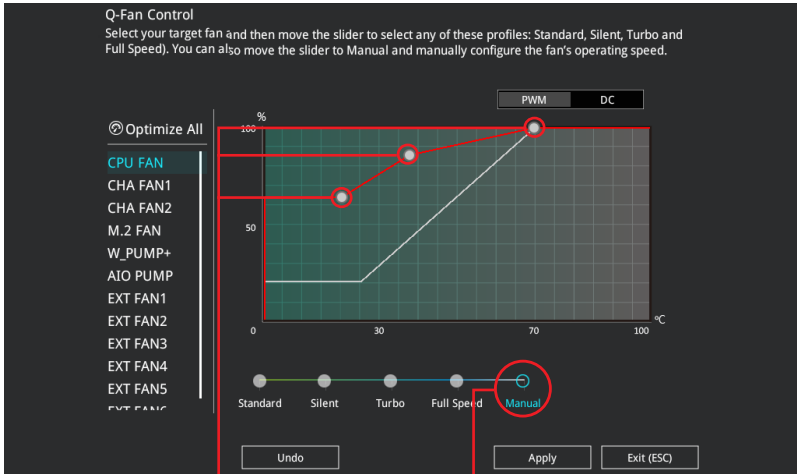 Q-Fan Control
Select your target fan and then move the slider to select any of these profiles: Standard, Silent, Turbo and
Full Speed). You can also move the slider to Manual and manually configure the fan's operating speed.
PWM DC
Optimize All
CPU FAN
CHA FAN1
CHA FAN2
M.2 FAN
W_PUMP+
AIO PUMP
EXT FAN1
EXT FAN2
EXT FAN3
EXT FAN4
EXT FAN5
EXT FAN6
%
100
50
0 30 70 100
ºC
Standard Silent Turbo Full Speed Manual
Undo Apply Exit (ESC)